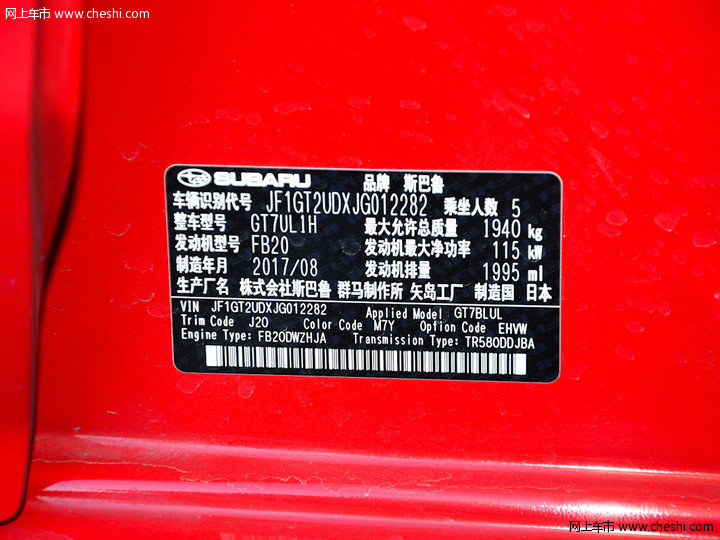 网上车市 www.cheshi.com
SUBARU 品牌 斯巴鲁
车辆识别代号 JF1GT2UDXJG012282 乘坐人数 5
整车型号 GT7UL1H 最大允许总质量 1940 kg
发动机型号 FB20 发动机最大净功率 115 kW
制造年月 2017/08 发动机排量 1995 ml
生产厂名 株式会社斯巴鲁 群马制作所 矢岛工厂 制造国 日本
VIN JF1GT2UDXJG012282 Applied Model GT7BLUL
Trim Code J20 Color Code M7Y Option Code EHVW
Engine Type: FB20DWZHJA Transmission Type: TR580DDJBA
网上车市 www.cheshi.com